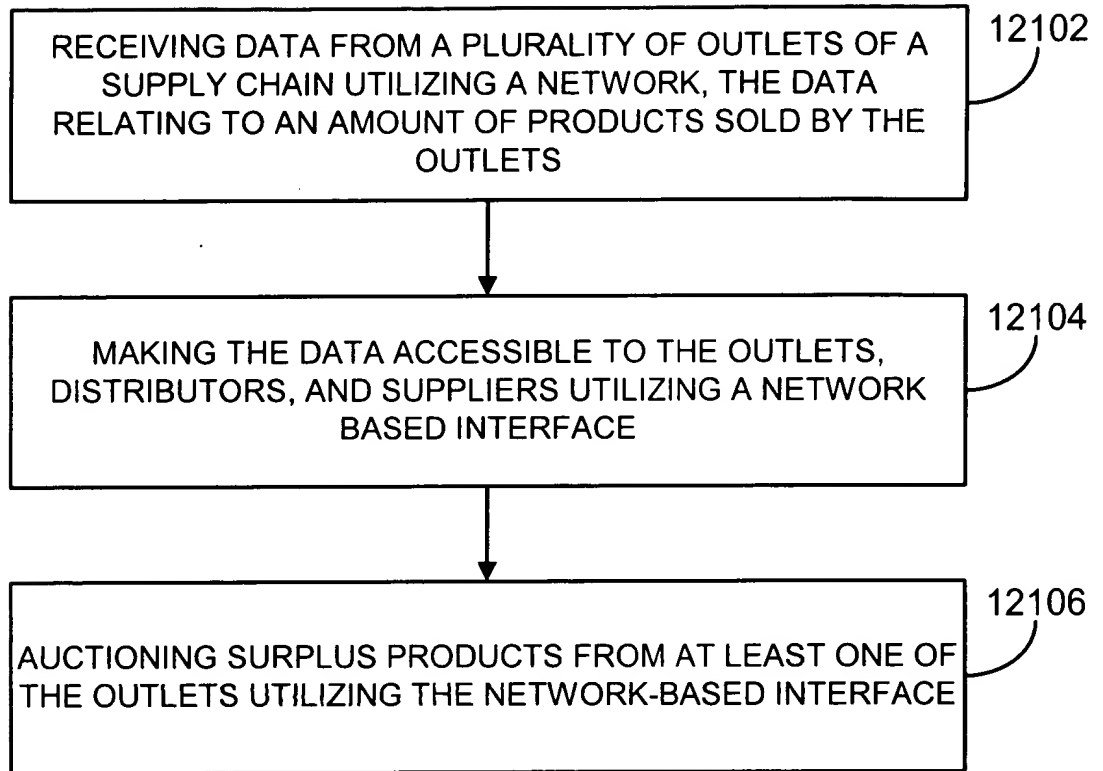 RECEIVING DATA FROM A PLURALITY OF OUTLETS OF A
SUPPLY CHAIN UTILIZING A NETWORK, THE DATA
RELATING TO AN AMOUNT OF PRODUCTS SOLD BY THE
OUTLETS
12102
MAKING THE DATA ACCESSIBLE TO THE OUTLETS,
DISTRIBUTORS, AND SUPPLIERS UTILIZING A NETWORK
BASED INTERFACE
12104
AUCTIONING SURPLUS PRODUCTS FROM AT LEAST ONE OF
THE OUTLETS UTILIZING THE NETWORK-BASED INTERFACE
12106